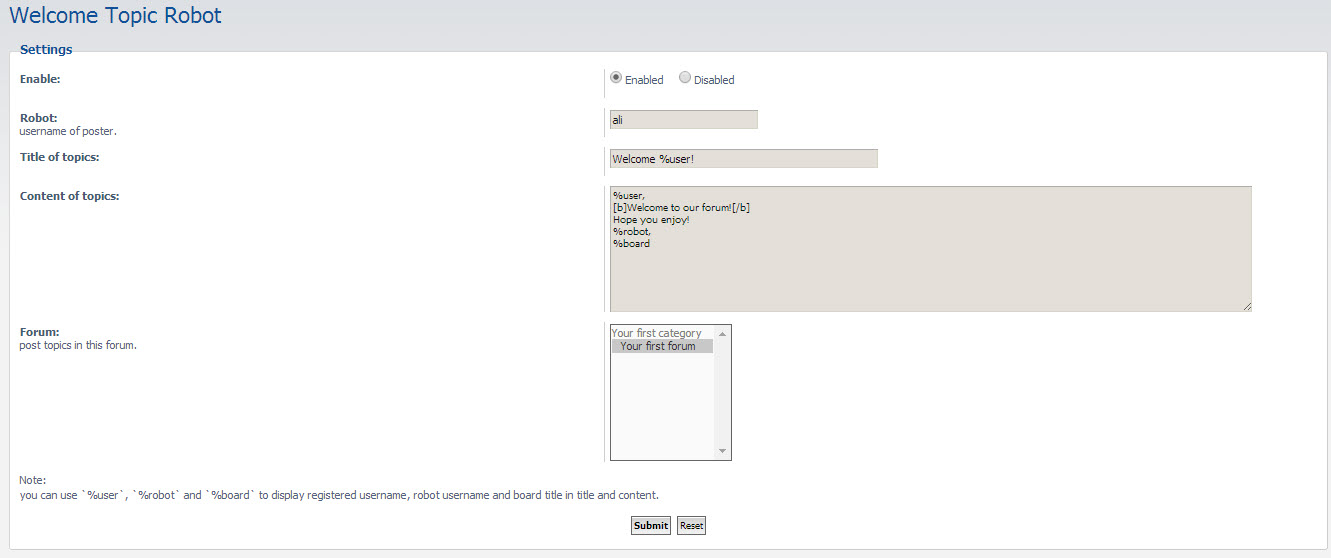 Welcome Topic Robot
Settings
Enable:
Enabled Disabled
Robot:
username of poster.
ali
Title of topics:
Welcome %user!
Content of topics:
%user,
[b]Welcome to our forum![/b]
Hope you enjoy!
%robot,
%board
Forum:
post topics in this forum.
Your first category
Your first forum
Note:
you can use `%user`, `%robot` and `%board` to display registered username, robot username and board title in title and content.
Submit Reset